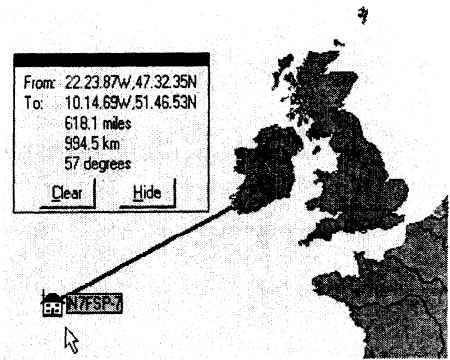 From: 22.23.87W,47.32.35N
To: 10.14.69W,51.46.53N
618.1 miles
994.5 km
57 degrees
Clear Hide
N7FSP-7